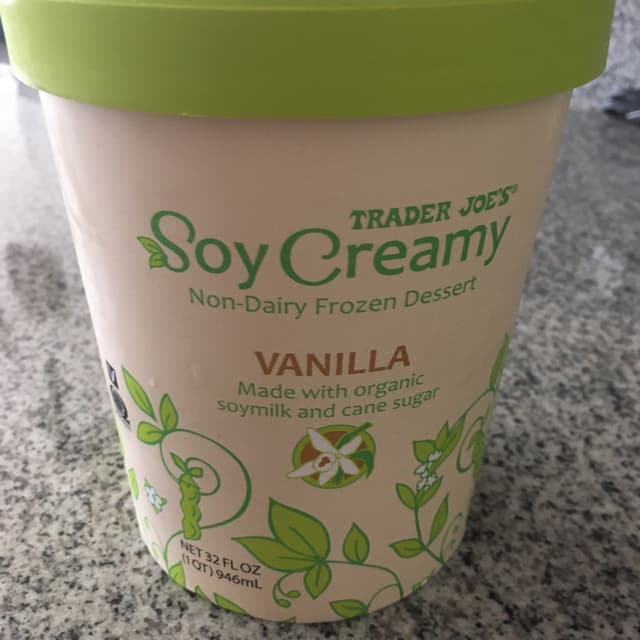 TRADER JOE'S®
Soy Creamy
Non-Dairy Frozen Dessert
VANILLA
Made with organic
soymilk and cane sugar
NET 32 FL OZ
(1 QT) 946mL